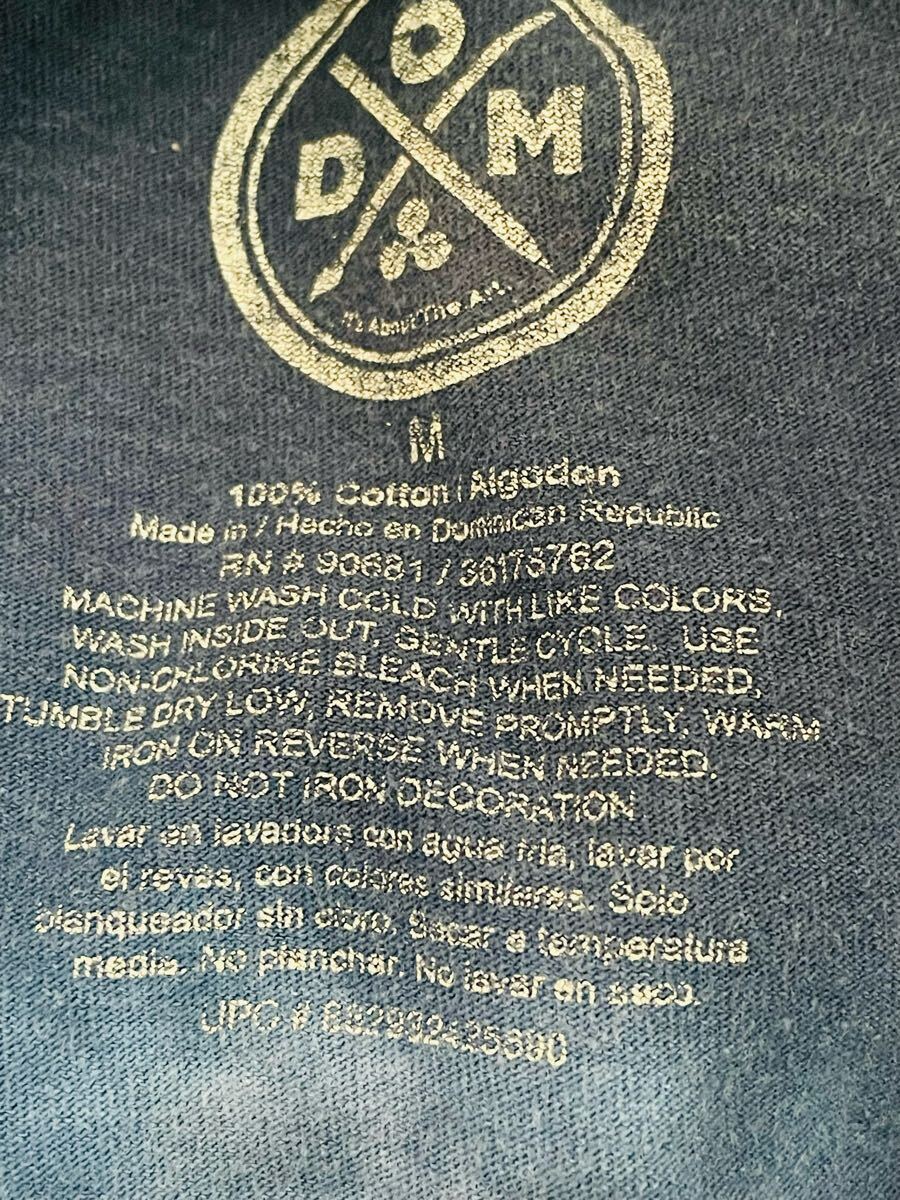 D O M
It's About The Art.
M
100% Cotton | Algodon
Made in / Hecho en Dominican Republic
RN # 90681 /
MACHINE WASH COLD WITH LIKE COLORS,
WASH INSIDE OUT, GENTLE CYCLE. USE
NON-CHLORINE BLEACH WHEN NEEDED,
TUMBLE DRY LOW, REMOVE PROMPTLY. WARM
IRON ON REVERSE WHEN NEEDED.
DO NOT IRON DECORATION
Lavar en lavadora con agua fria, lavar por
el reves, con colores similares. Solo
blanqueador sin cloro. Secar a temperatura
media. No planchar. No lavar en seco.
UPC #